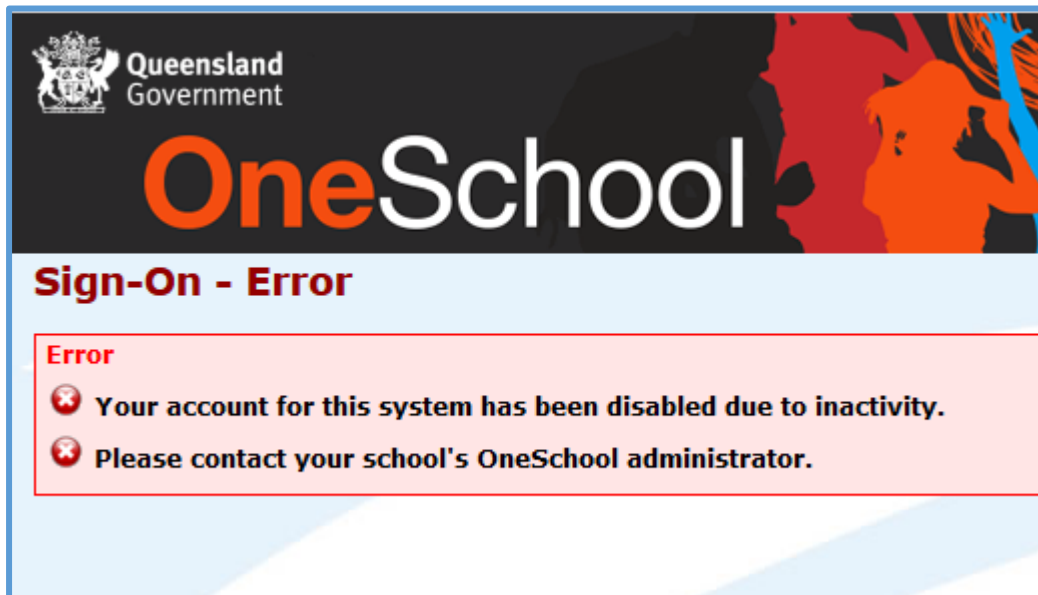 Queensland
Government
OneSchool
Sign-On - Error
Error
Your account for this system has been disabled due to inactivity.
Please contact your school's OneSchool administrator.